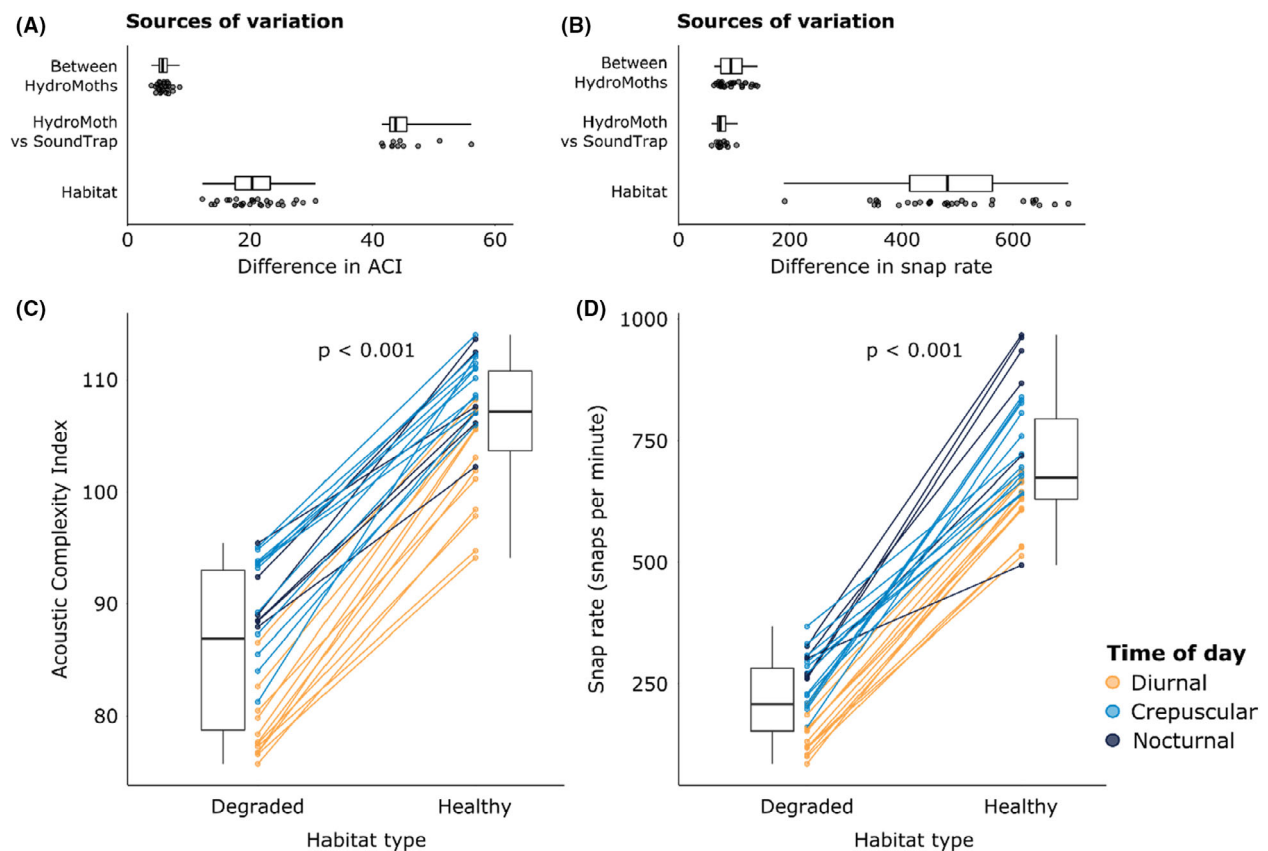 (A)
Sources of variation
Between
HydroMoths
HydroMoth
vs SoundTrap
Habitat
0
20
40
60
Difference in ACI
(B)
Sources of variation
Between
HydroMoths
HydroMoth
vs SoundTrap
Habitat
0
200
400
600
Difference in snap rate
(C)
p < 0.001
Acoustic Complexity Index
110
100
90
80
Degraded
Healthy
Habitat type
(D)
p < 0.001
Snap rate (snaps per minute)
1000
750
500
250
Degraded
Healthy
Habitat type
Time of day
Diurnal
Crepuscular
Nocturnal